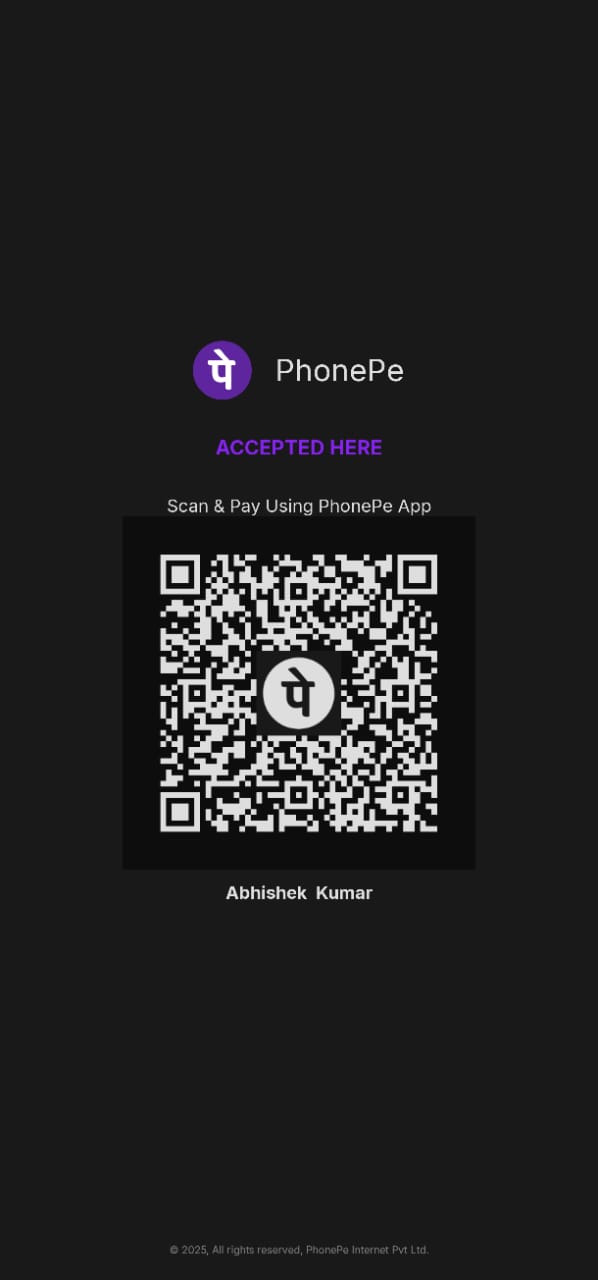 पे PhonePe
ACCEPTED HERE
Scan & Pay Using PhonePe App
पे
Abhishek Kumar
© 2025, All rights reserved, PhonePe Internet Pvt Ltd.